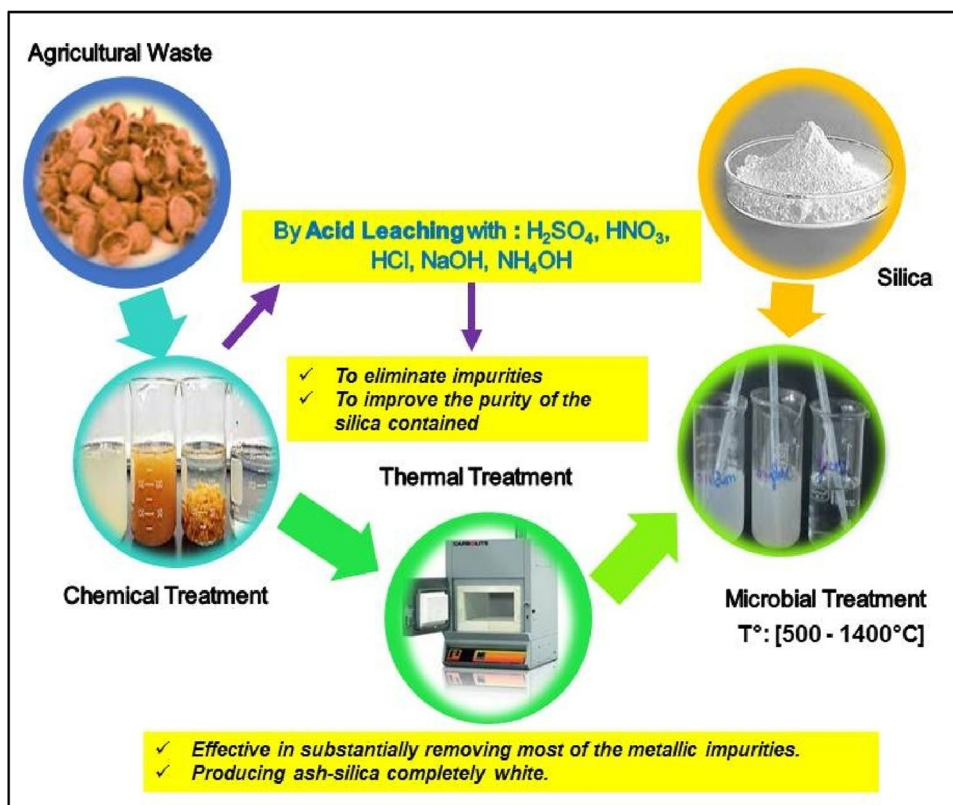 Agricultural Waste
By Acid Leaching with : H₂SO₄, HNO₃,
HCl, NaOH, NH₄OH
Silica
✓ To eliminate impurities
✓ To improve the purity of the
silica contained
Thermal Treatment
CARBOLITE
Chemical Treatment
Microbial Treatment
T°: [500 - 1400°C]
✓ Effective in substantially removing most of the metallic impurities.
✓ Producing ash-silica completely white.